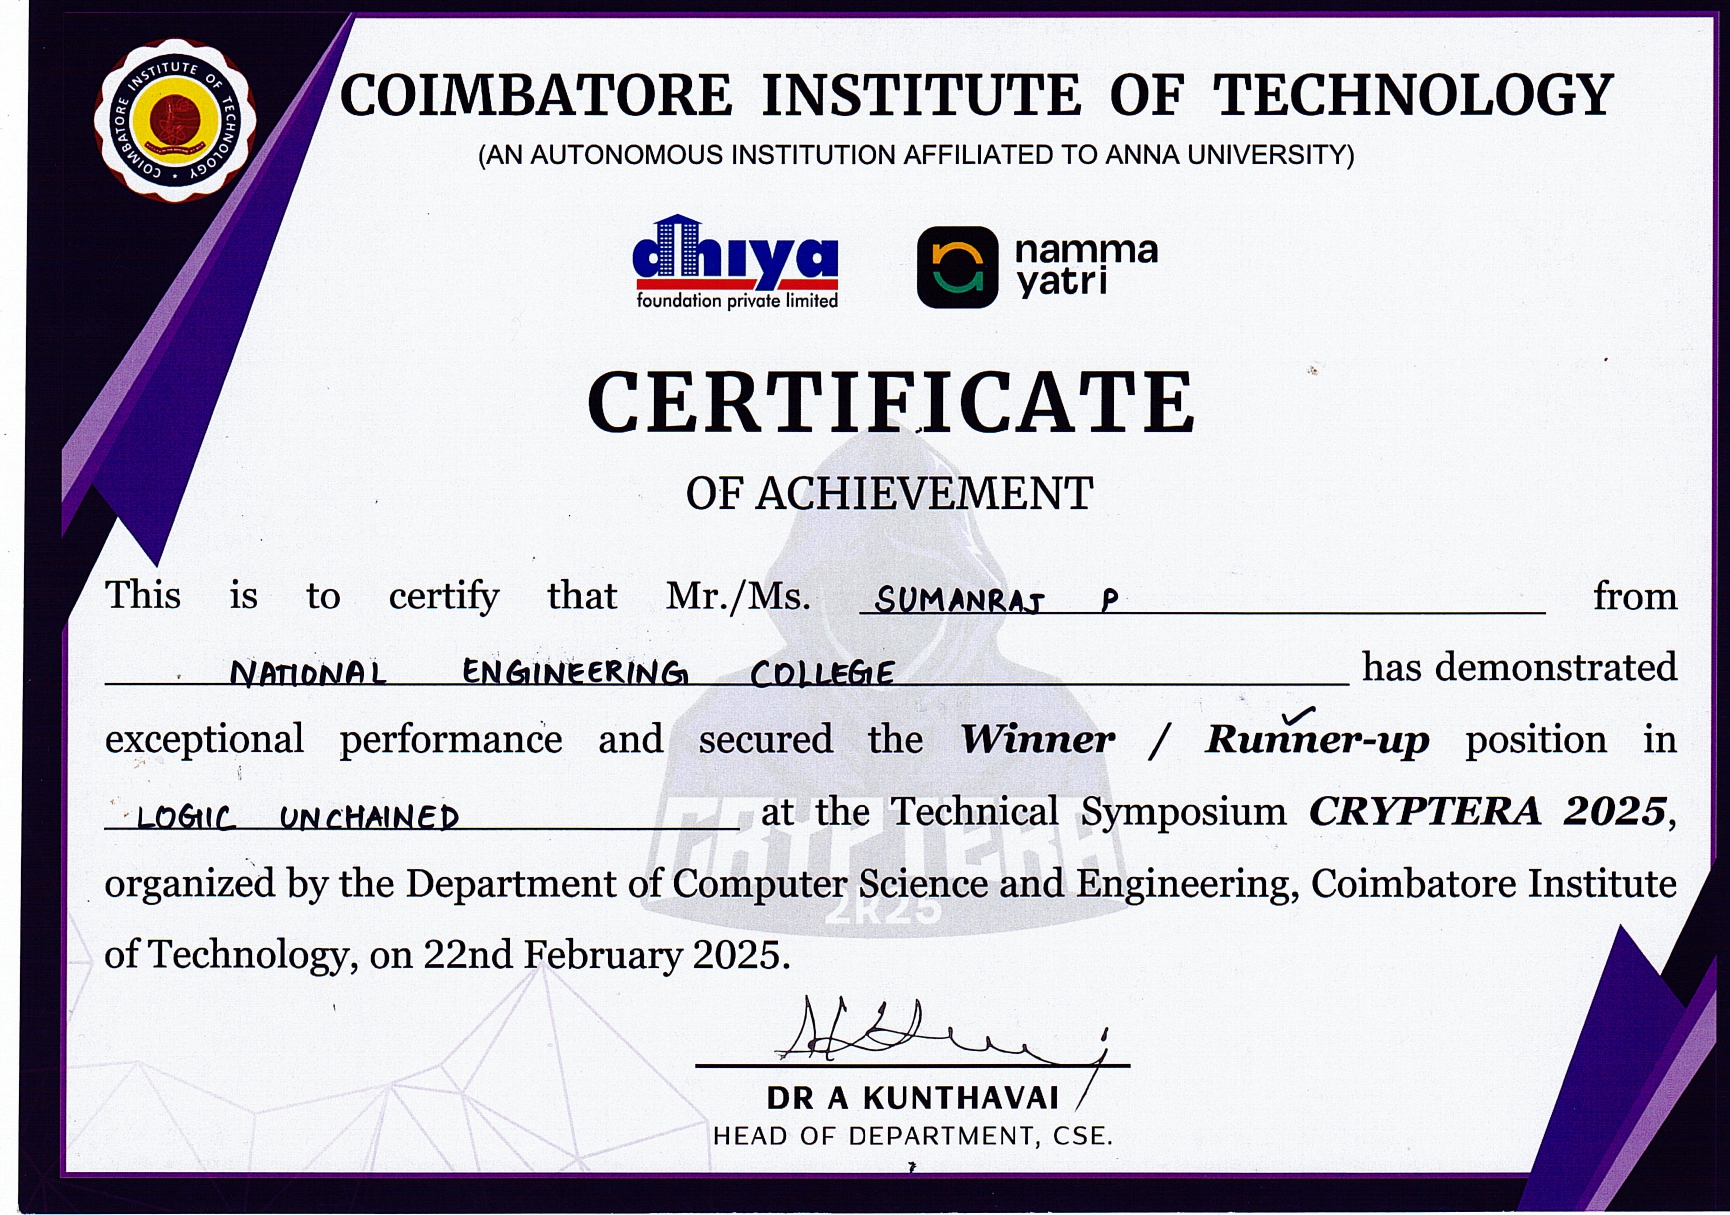 COIMBATORE INSTITUTE OF TECHNOLOGY
COIMBATORE INSTITUTE OF TECHNOLOGY
(AN AUTONOMOUS INSTITUTION AFFILIATED TO ANNA UNIVERSITY)
dhiya
foundation private limited
namma
yatri
CERTIFICATE
OF ACHIEVEMENT
This is to certify that Mr./Ms. SUMANRAJ P from
NATIONAL ENGINEERING COLLEGE has demonstrated
exceptional performance and secured the Winner / Runner-up position in
LOGIC UNCHAINED at the Technical Symposium CRYPTERA 2025,
organized by the Department of Computer Science and Engineering, Coimbatore Institute
of Technology, on 22nd February 2025.
CRYPTERA
2K25
DR A KUNTHAVAI
HEAD OF DEPARTMENT, CSE.